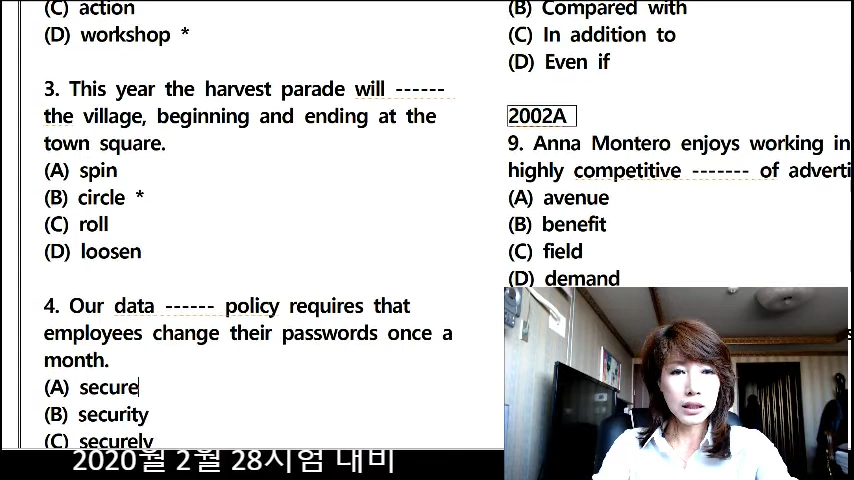 (C) action
(D) workshop *
3. This year the harvest parade will ------
the village, beginning and ending at the
town square.
(A) spin
(B) circle *
(C) roll
(D) loosen
4. Our data ------ policy requires that
employees change their passwords once a
month.
(A) secure
(B) security
(C) securely
(B) Compared with
(C) In addition to
(D) Even if
2002A
9. Anna Montero enjoys working in
highly competitive ------- of adverti
(A) avenue
(B) benefit
(C) field
(D) demand
2020월 2월 28시험 대비